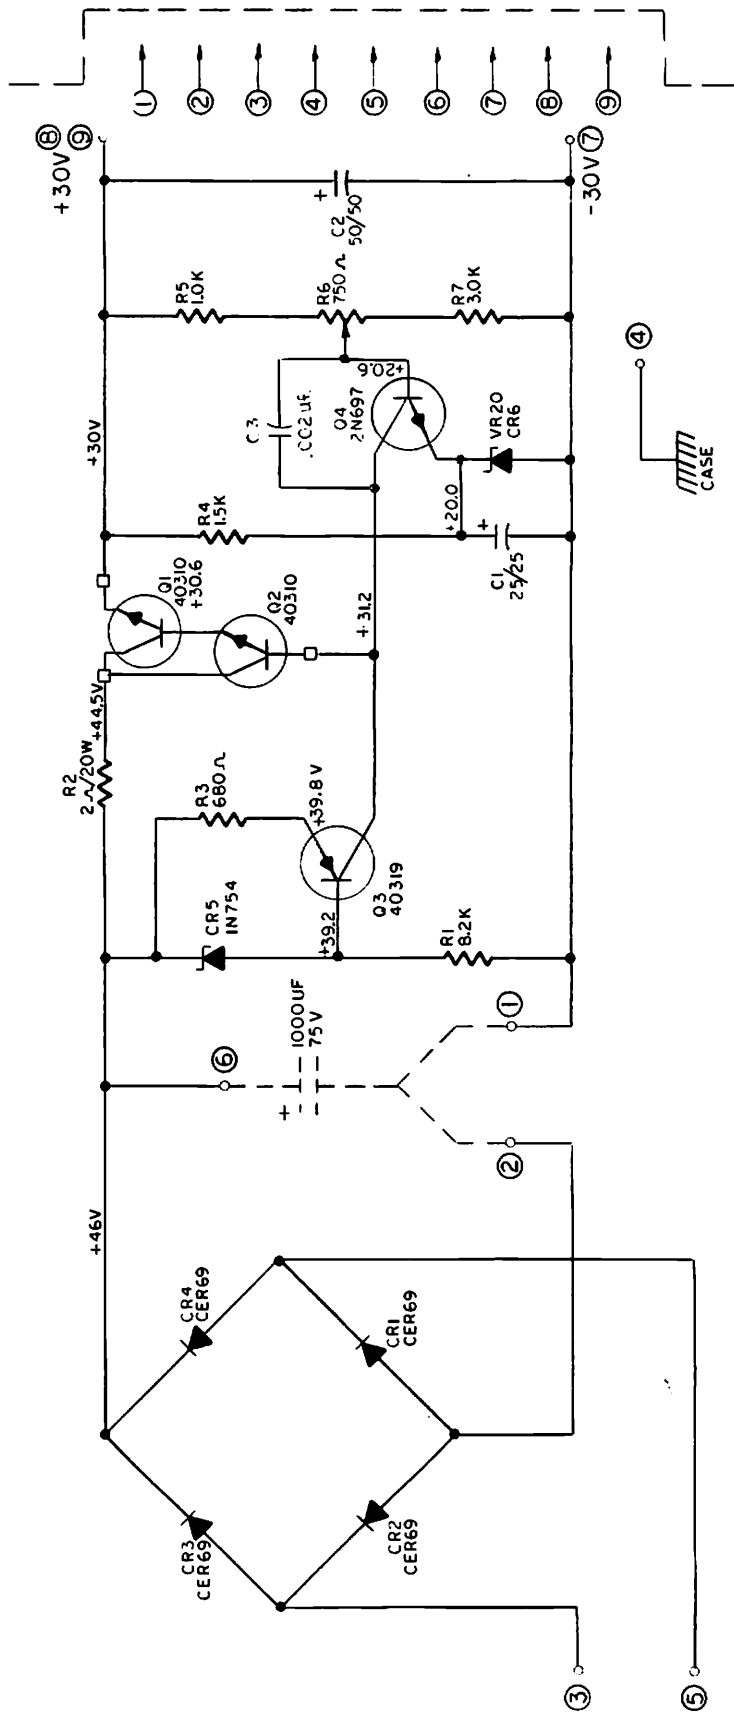 ③
⑤
CR3
CER69
CR2
CER69
CR4
CER69
CR1
CER69
+46V
②
①
⑥
+
1000UF
75V
CR5
1N754
+39.2
R1
8.2K
Q3
40319
R3
680Ω
+39.8V
R2
2Ω/20W
+44.5V
Q1
40310
+30.6
Q2
40310
+31.2
R4
1.5K
+
C1
25/25
+20.0
VR20
CR6
+30V
C3
.002uf.
Q4
2N697
+20.6
R5
1.0K
R6
750Ω
R7
3.0K
+
C2
50/50
+30V
⑧
⑨
-30V
⑦
④
CASE
①
②
③
④
⑤
⑥
⑦
⑧
⑨